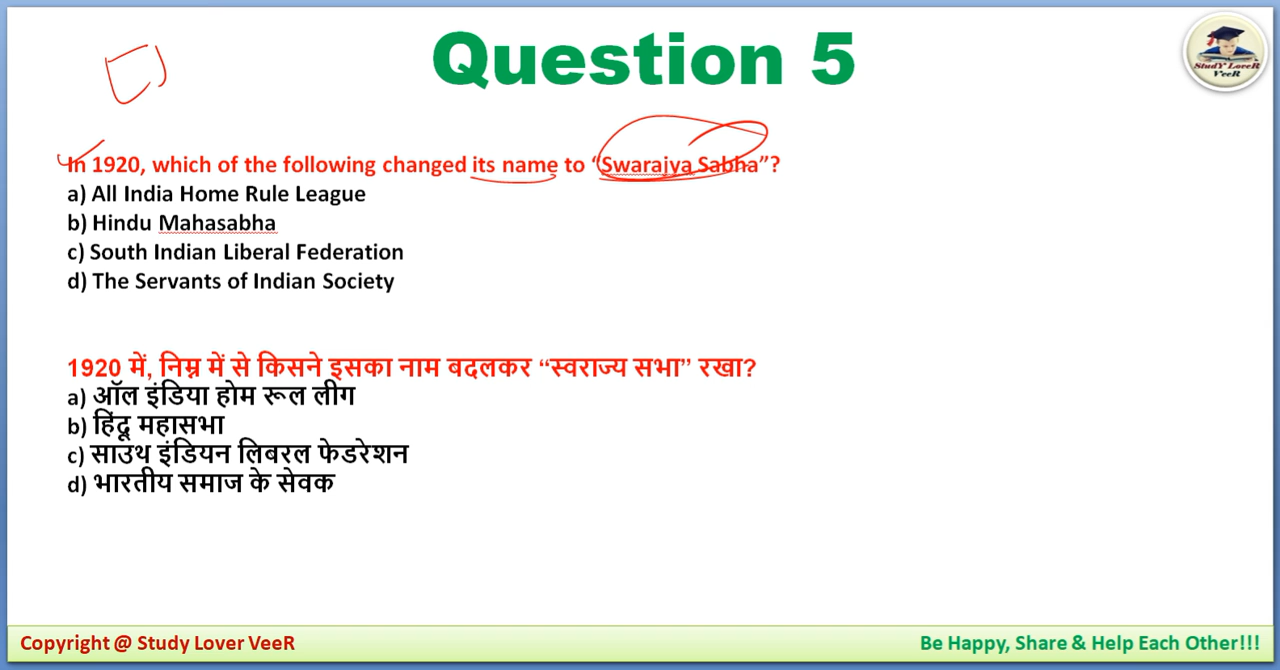 Question 5
StudY LoveR
VeeR
In 1920, which of the following changed its name to “Swarajya Sabha”?
a) All India Home Rule League
b) Hindu Mahasabha
c) South Indian Liberal Federation
d) The Servants of Indian Society
1920 में, निम्न में से किसने इसका नाम बदलकर “स्वराज्य सभा” रखा?
a) ऑल इंडिया होम रूल लीग
b) हिंदू महासभा
c) साउथ इंडियन लिबरल फेडरेशन
d) भारतीय समाज के सेवक
Copyright @ Study Lover VeeR
Be Happy, Share & Help Each Other!!!